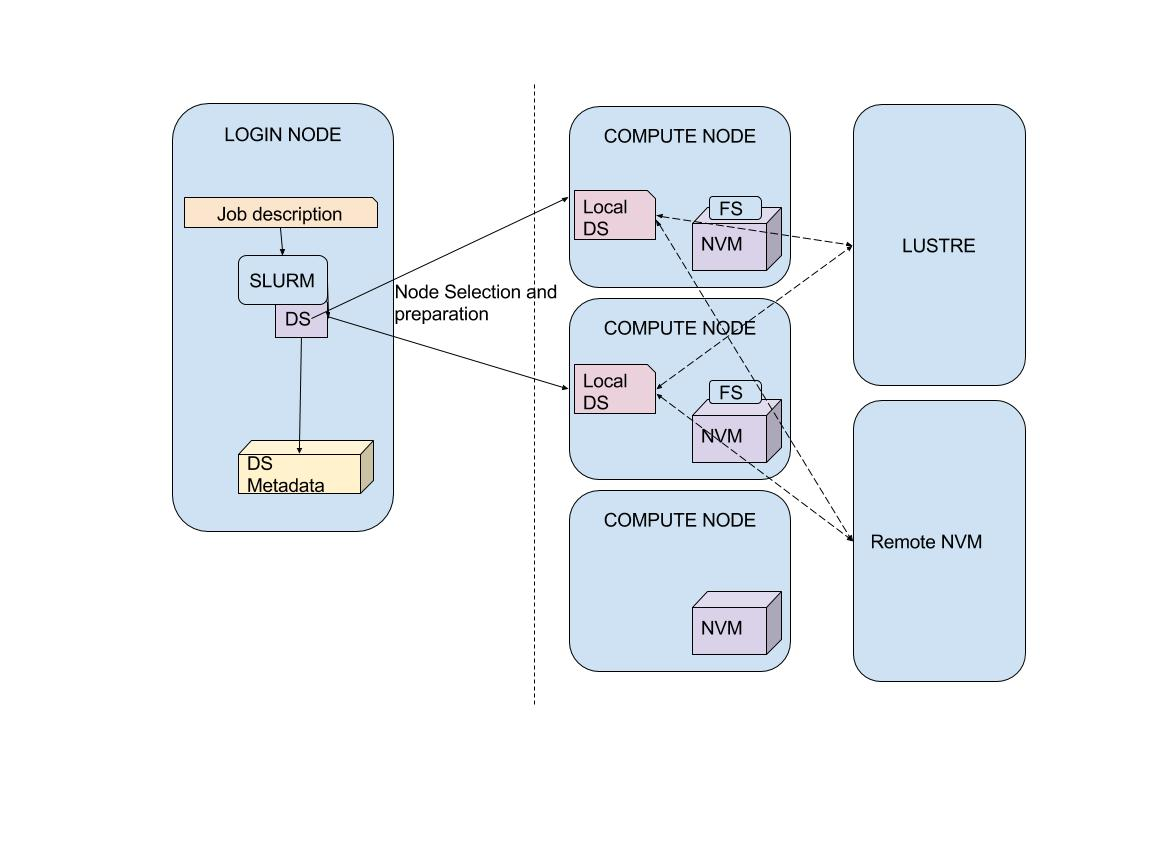 LOGIN NODE
Job description
SLURM
DS
DS
Metadata
Node Selection and
preparation
COMPUTE NODE
Local
DS
FS
NVM
COMPUTE NODE
Local
DS
FS
NVM
COMPUTE NODE
NVM
LUSTRE
Remote NVM